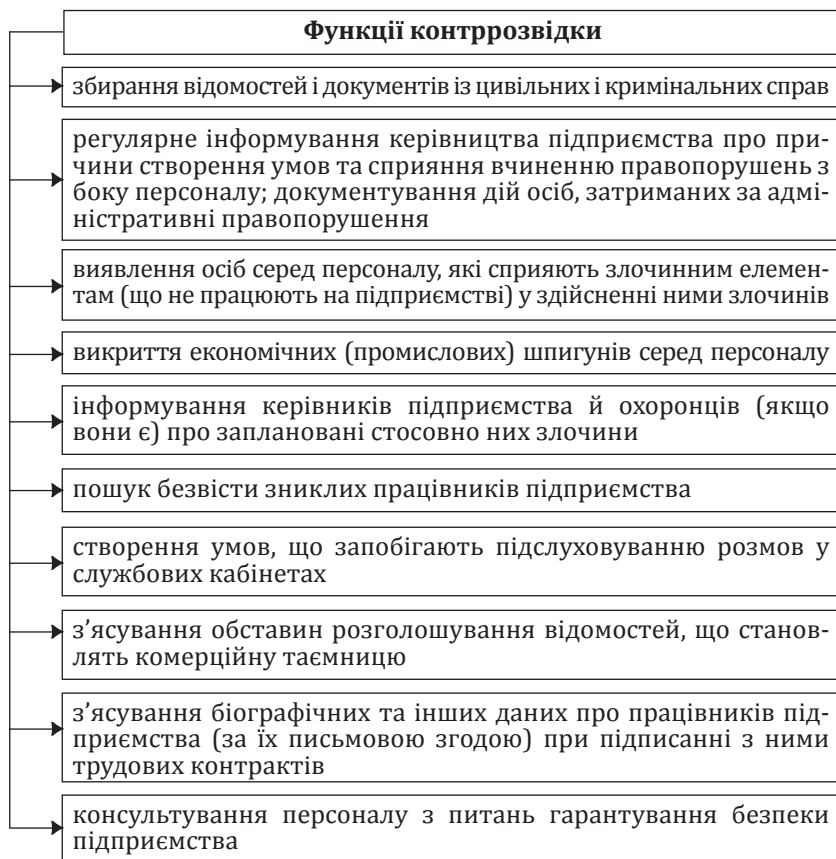 Функції контррозвідки
збирання відомостей і документів із цивільних і кримінальних справ
регулярне інформування керівництва підприємства про при-
чини створення умов та сприяння вчиненню правопорушень з
боку персоналу; документування дій осіб, затриманих за адмі-
ністративні правопорушення
виявлення осіб серед персоналу, які сприяють злочинним елемен-
там (що не працюють на підприємстві) у здійсненні ними злочинів
викриття економічних (промислових) шпигунів серед персоналу
інформування керівників підприємства й охоронців (якщо
вони є) про заплановані стосовно них злочини
пошук безвісти зниклих працівників підприємства
створення умов, що запобігають підслуховуванню розмов у
службових кабінетах
з’ясування обставин розголошування відомостей, що станов-
лять комерційну таємницю
з’ясування біографічних та інших даних про працівників під-
приємства (за їх письмовою згодою) при підписанні з ними
трудових контрактів
консультування персоналу з питань гарантування безпеки
підприємства